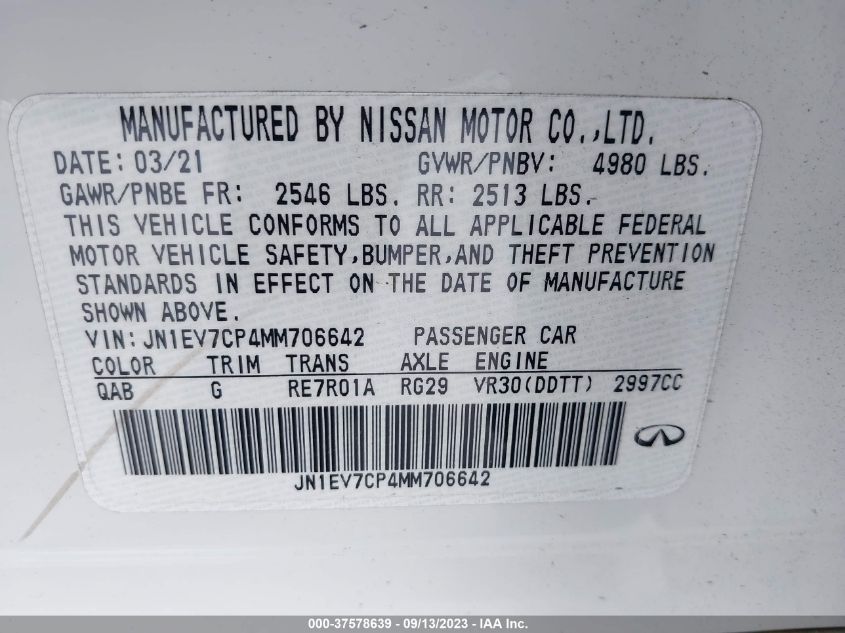 MANUFACTURED BY NISSAN MOTOR CO.,LTD.
DATE: 03/21 GVWR/PNBV: 4980 LBS.
GAWR/PNBE FR: 2546 LBS. RR: 2513 LBS.
THIS VEHICLE CONFORMS TO ALL APPLICABLE FEDERAL
MOTOR VEHICLE SAFETY,BUMPER,AND THEFT PREVENTION
STANDARDS IN EFFECT ON THE DATE OF MANUFACTURE
SHOWN ABOVE.
VIN: JN1EV7CP4MM706642 PASSENGER CAR
COLOR TRIM TRANS AXLE ENGINE
QAB G RE7R01A RG29 VR30(DDTT) 2997CC
JN1EV7CP4MM706642
000-37578639 - 09/13/2023 - IAA Inc.